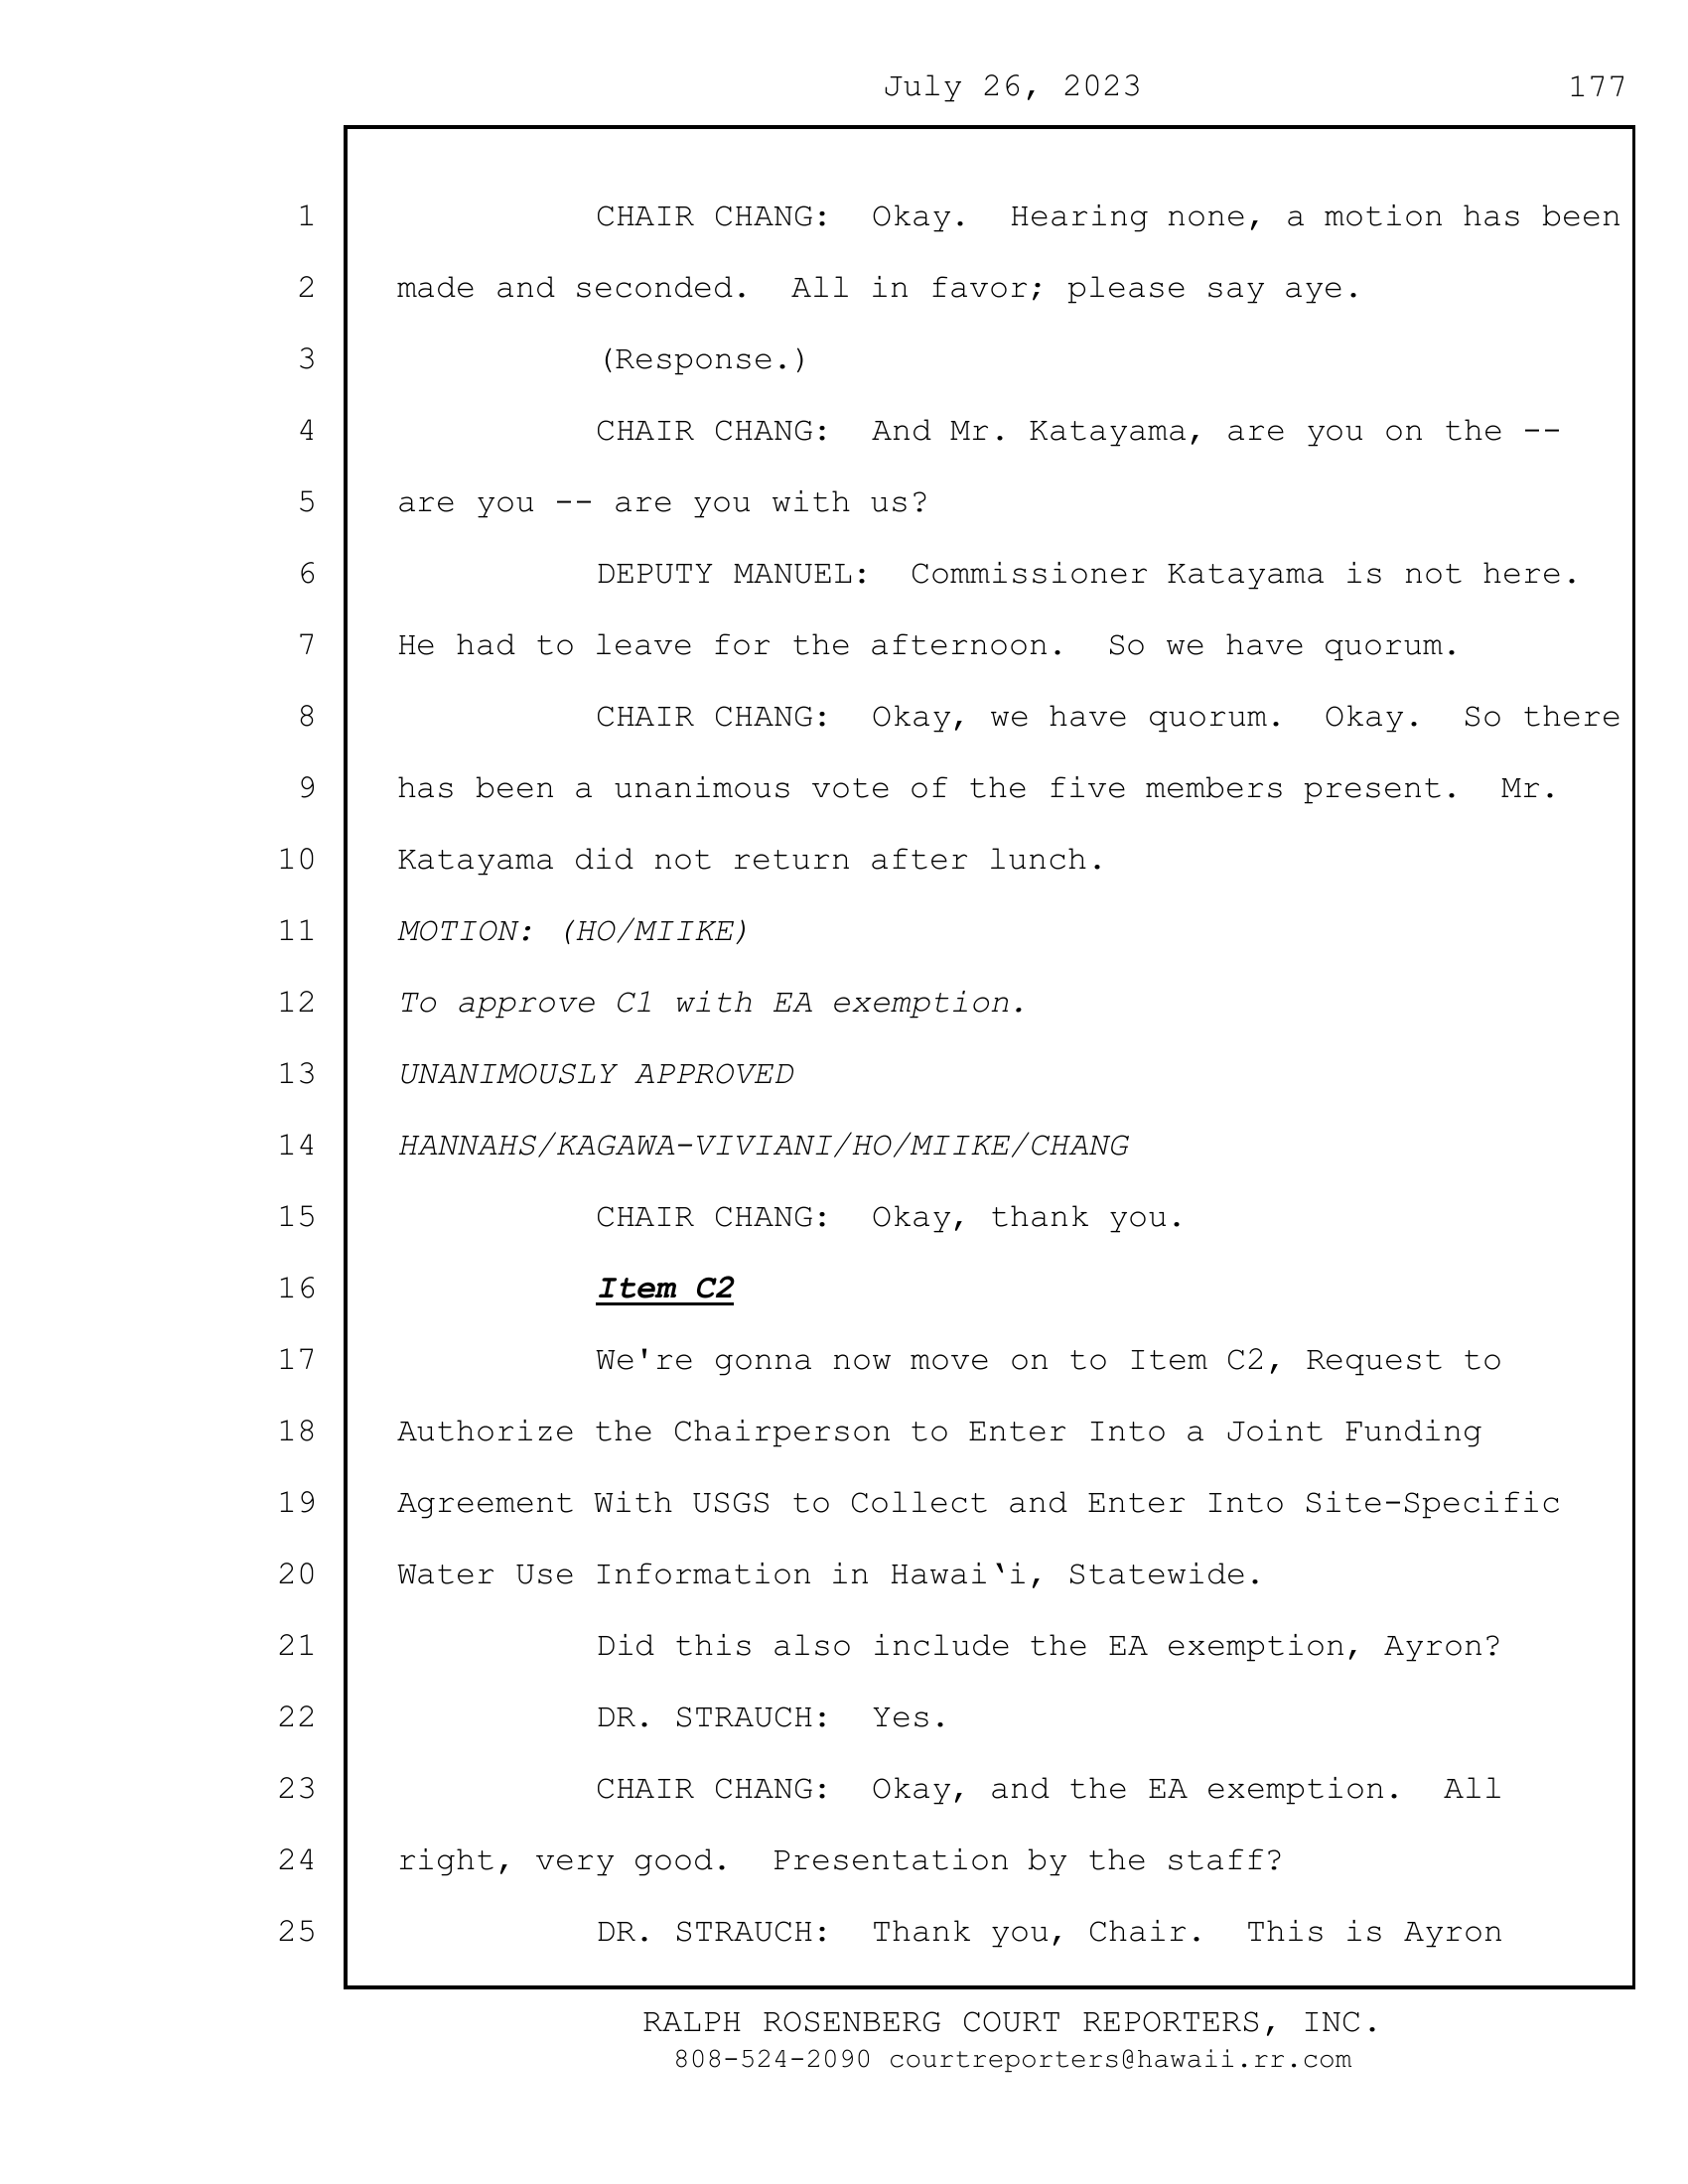 July 26, 2023 177
1 CHAIR CHANG: Okay. Hearing none, a motion has been
2 made and seconded. All in favor; please say aye.
3 (Response.)
4 CHAIR CHANG: And Mr. Katayama, are you on the --
5 are you -- are you with us?
6 DEPUTY MANUEL: Commissioner Katayama is not here.
7 He had to leave for the afternoon. So we have quorum.
8 CHAIR CHANG: Okay, we have quorum. Okay. So there
9 has been a unanimous vote of the five members present. Mr.
10 Katayama did not return after lunch.
11 MOTION: (HO/MIIKE)
12 To approve C1 with EA exemption.
13 UNANIMOUSLY APPROVED
14 HANNAHS/KAGAWA-VIVIANI/HO/MIIKE/CHANG
15 CHAIR CHANG: Okay, thank you.
16 Item C2
17 We're gonna now move on to Item C2, Request to
18 Authorize the Chairperson to Enter Into a Joint Funding
19 Agreement With USGS to Collect and Enter Into Site-Specific
20 Water Use Information in Hawai‘i, Statewide.
21 Did this also include the EA exemption, Ayron?
22 DR. STRAUCH: Yes.
23 CHAIR CHANG: Okay, and the EA exemption. All
24 right, very good. Presentation by the staff?
25 DR. STRAUCH: Thank you, Chair. This is Ayron
RALPH ROSENBERG COURT REPORTERS, INC.
808-524-2090 courtreporters@hawaii.rr.com